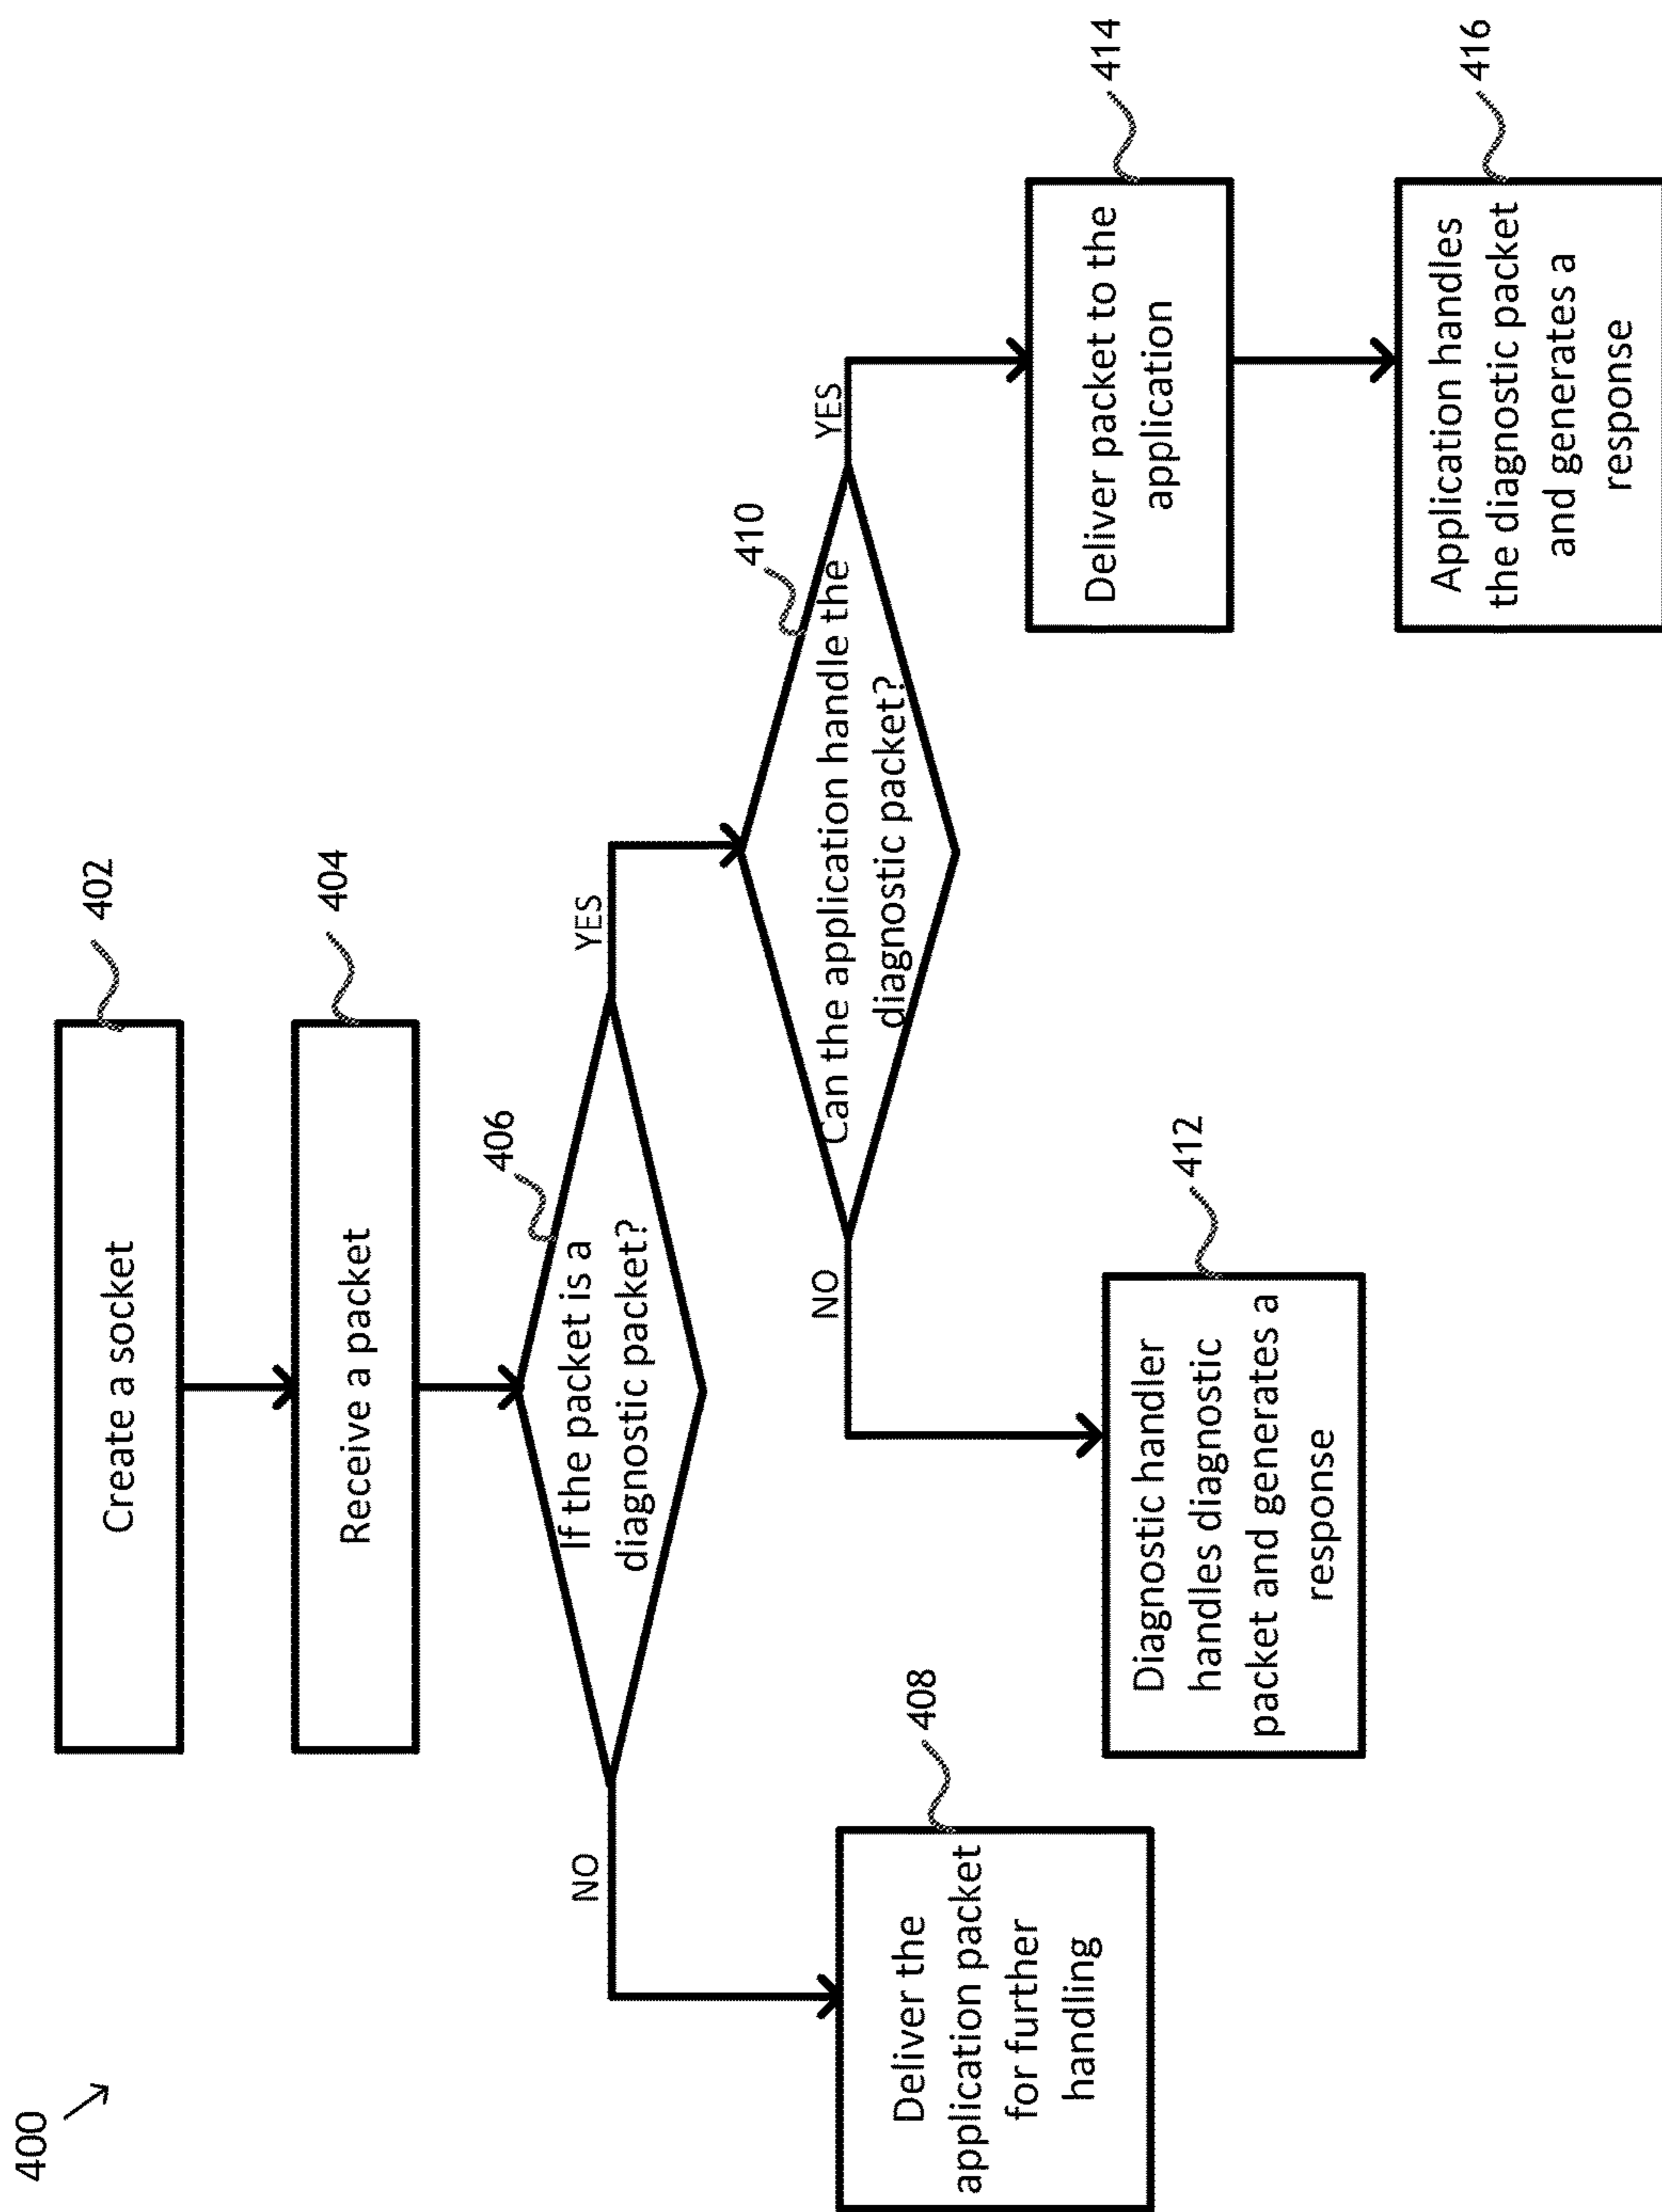 400
Create a socket
402
Receive a packet
404
If the packet is a
diagnostic packet?
406
NO
YES
Deliver the
application packet
for further
handling
408
Can the application handle the
diagnostic packet?
410
NO
YES
Diagnostic handler
handles diagnostic
packet and generates a
response
412
Deliver packet to the
application
414
Application handles
the diagnostic packet
and generates a
response
416